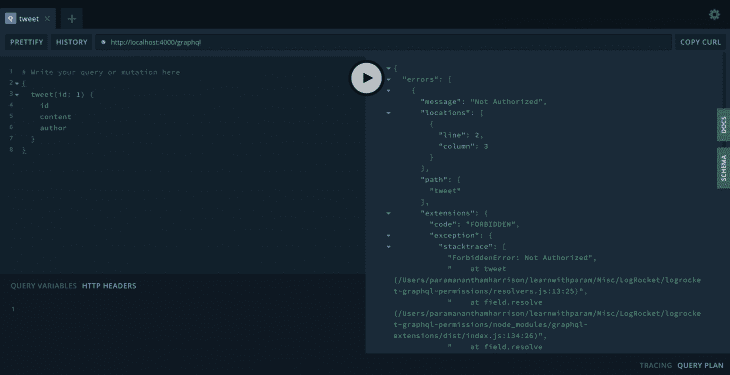 tweet
PRETTIFY
HISTORY
http://localhost:4000/graphql
COPY CURL
1 # Write your query or mutation here
2 {
3 tweet(id: 1) {
4 id
5 content
6 author
7 }
8 }
QUERY VARIABLES HTTP HEADERS
1
{
"errors": [
{
"message": "Not Authorized",
"locations": [
{
"line": 2,
"column": 3
}
],
"path": [
"tweet"
],
"extensions": {
"code": "FORBIDDEN",
"exception": {
"stacktrace": [
"ForbiddenError: Not Authorized",
" at tweet
(/Users/paramananthamharrison/learnwithparam/Misc/LogRocket/logrocke
t-graphql-permissions/resolvers.js:13:25)",
" at field.resolve
(/Users/paramananthamharrison/learnwithparam/Misc/LogRocket/logrocke
t-graphql-permissions/node_modules/graphql-
extensions/dist/index.js:134:26)",
" at field.resolve
DOCS
SCHEMA
TRACING QUERY PLAN